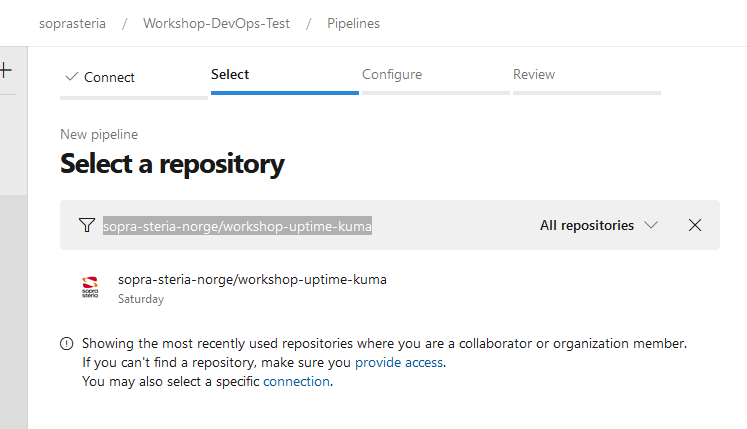 soprasteria / Workshop-DevOps-Test / Pipelines
Connect Select Configure Review
New pipeline
Select a repository
sopra-steria-norge/workshop-uptime-kuma All repositories
sopra-steria-norge/workshop-uptime-kuma
sopra steria
Saturday
Showing the most recently used repositories where you are a collaborator or organization member.
If you can't find a repository, make sure you provide access.
You may also select a specific connection.